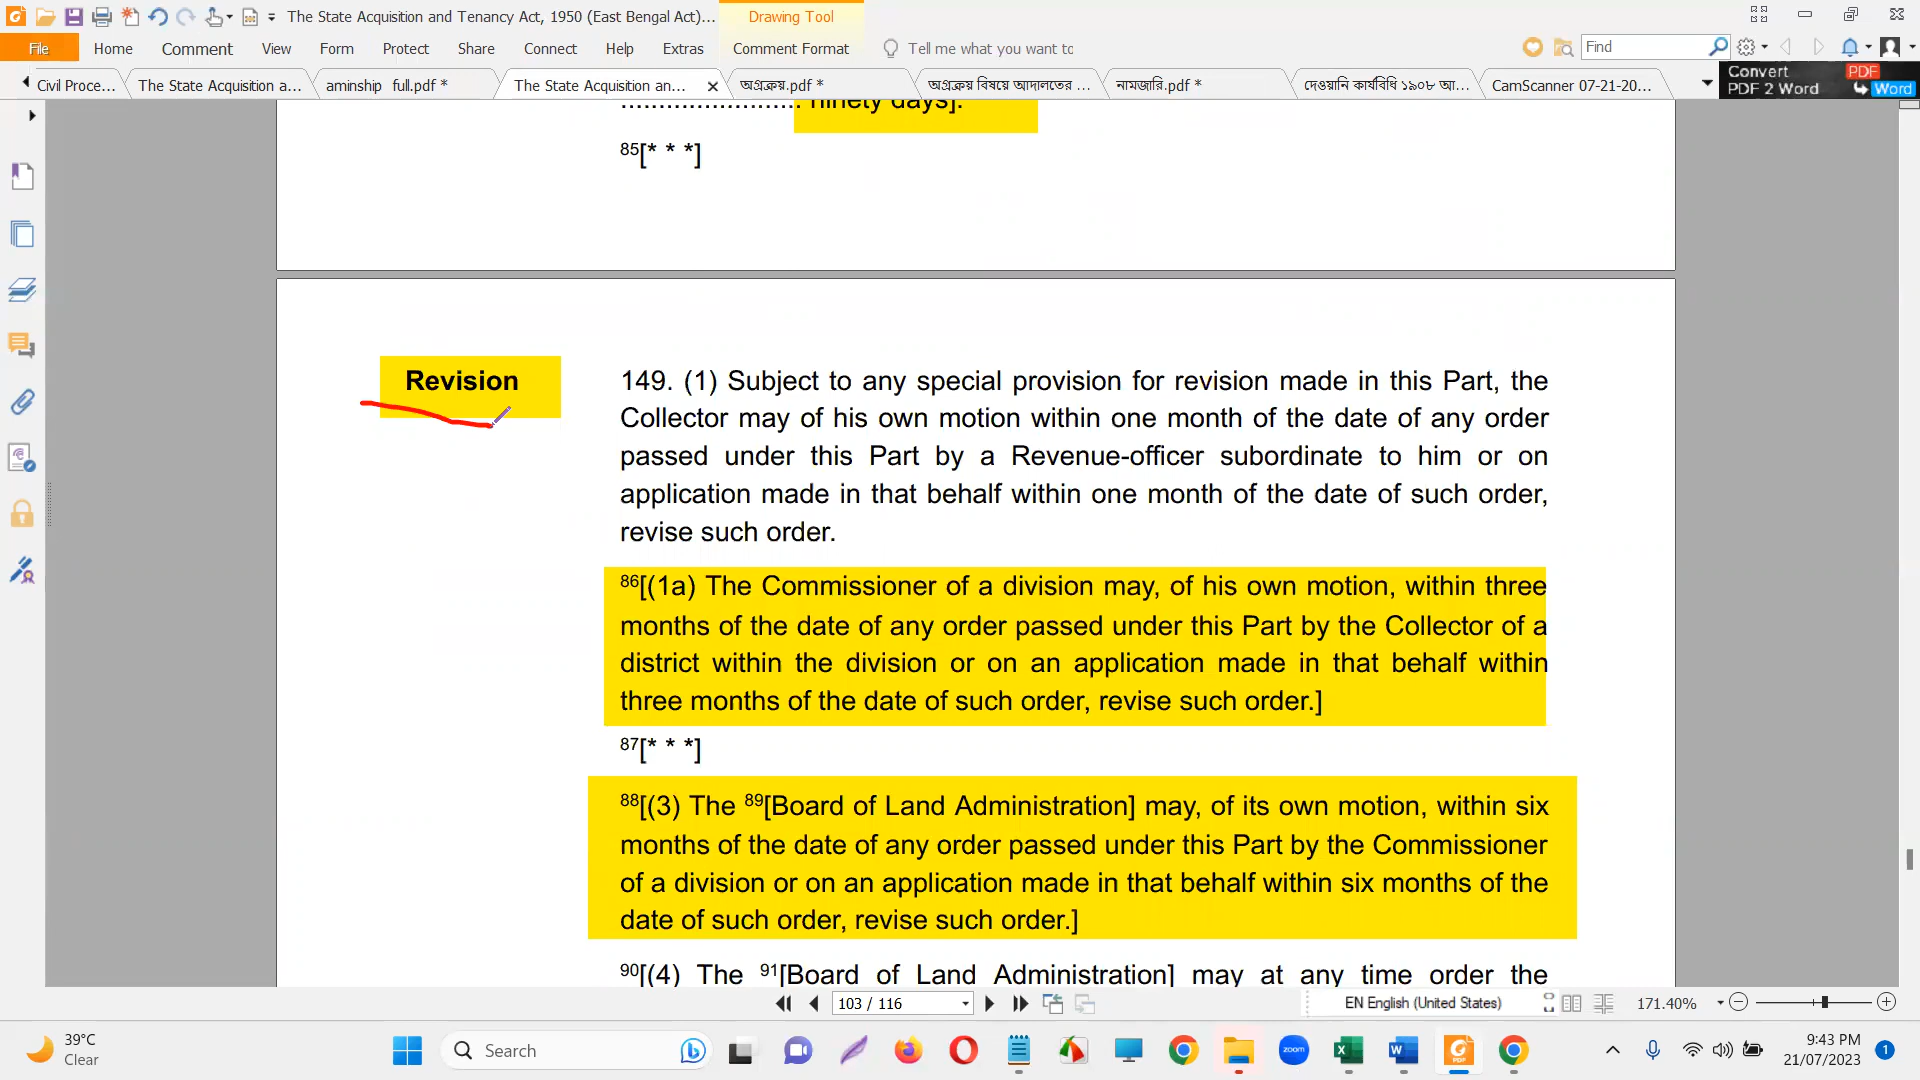 The State Acquisition and Tenancy Act, 1950 (East Bengal Act)...
Drawing Tool
File
Home
Comment
View
Form
Protect
Share
Connect
Help
Extras
Comment Format
Tell me what you want to
Find
Civil Proce...
The State Acquisition a...
aminship full.pdf *
The State Acquisition an...
অগ্রক্রয়.pdf *
অগ্রক্রয় বিষয়ে আদালতের ...
নামজারি.pdf *
দেওয়ানি কার্যবিধি ১৯০৮ আ...
CamScanner 07-21-20...
Convert PDF
PDF 2 Word Word
........................ ninety days].
85[* * *]
Revision
149. (1) Subject to any special provision for revision made in this Part, the
Collector may of his own motion within one month of the date of any order
passed under this Part by a Revenue-officer subordinate to him or on
application made in that behalf within one month of the date of such order,
revise such order.
86[(1a) The Commissioner of a division may, of his own motion, within three
months of the date of any order passed under this Part by the Collector of a
district within the division or on an application made in that behalf within
three months of the date of such order, revise such order.]
87[* * *]
88[(3) The 89[Board of Land Administration] may, of its own motion, within six
months of the date of any order passed under this Part by the Commissioner
of a division or on an application made in that behalf within six months of the
date of such order, revise such order.]
90[(4) The 91[Board of Land Administration] may at any time order the
103 / 116
EN English (United States)
171.40%
39°C
Clear
Search
zoom
9:43 PM
21/07/2023
1